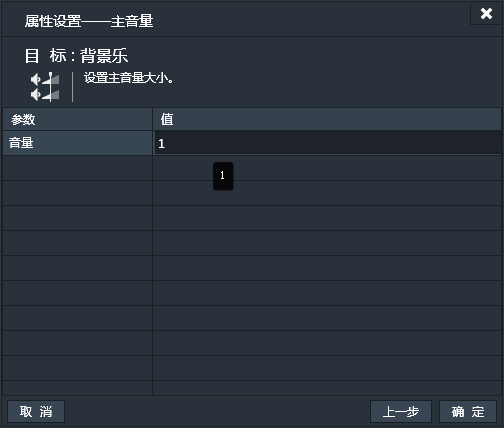 属性设置——主音量
目 标 : 背景乐
设置主音量大小。
参数 值
音量 1
1
取 消 上一步 确 定